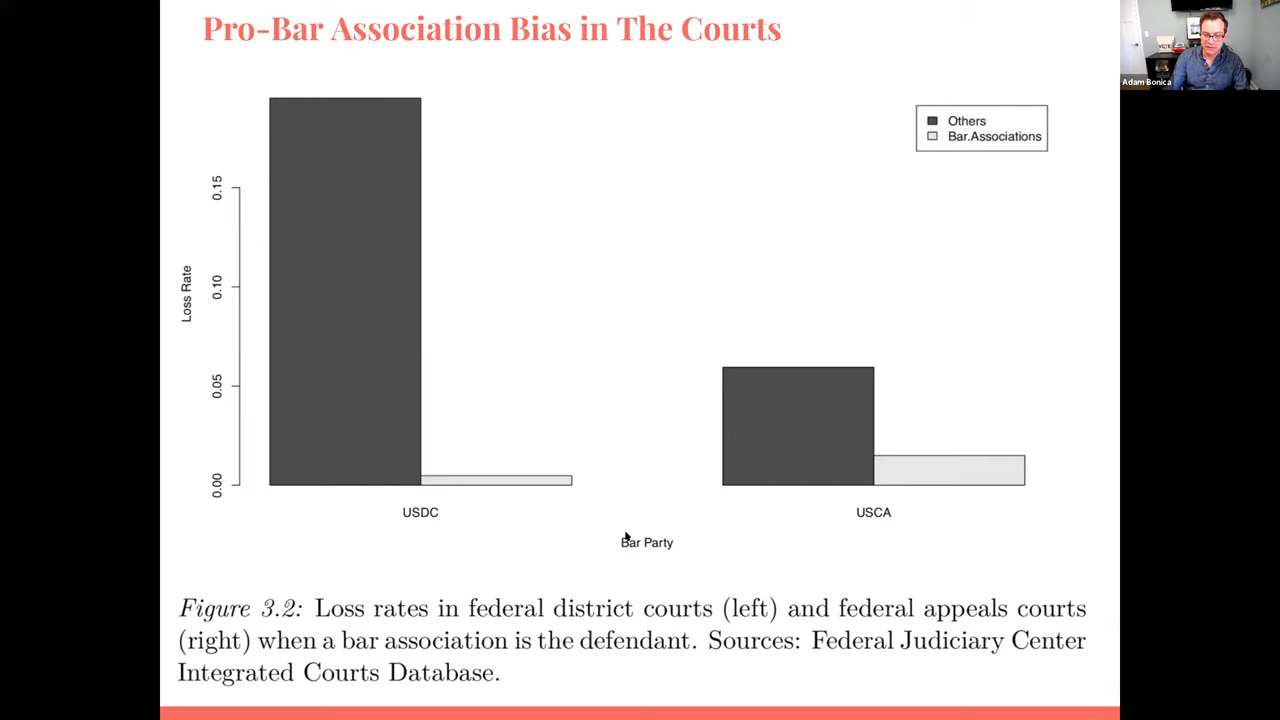 Pro-Bar Association Bias in The Courts
Adam Bonica
Others
Bar.Associations
0.15
0.10
0.05
0.00
Loss Rate
USDC
USCA
Bar Party
Figure 3.2: Loss rates in federal district courts (left) and federal appeals courts
(right) when a bar association is the defendant. Sources: Federal Judiciary Center
Integrated Courts Database.